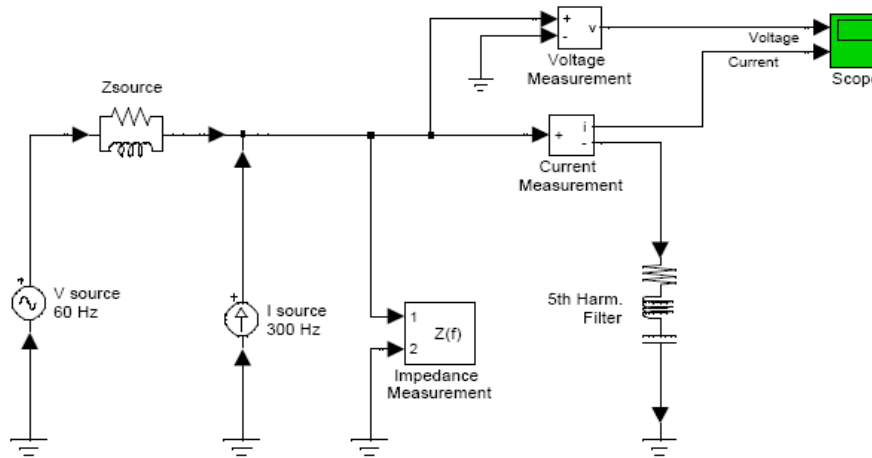 +
-
v
Voltage
Measurement
Voltage
Current
Scope
Zsource
+
i
-
Current
Measurement
+
V source
60 Hz
+
I source
300 Hz
1
2
Z(f)
Impedance
Measurement
5th Harm.
Filter